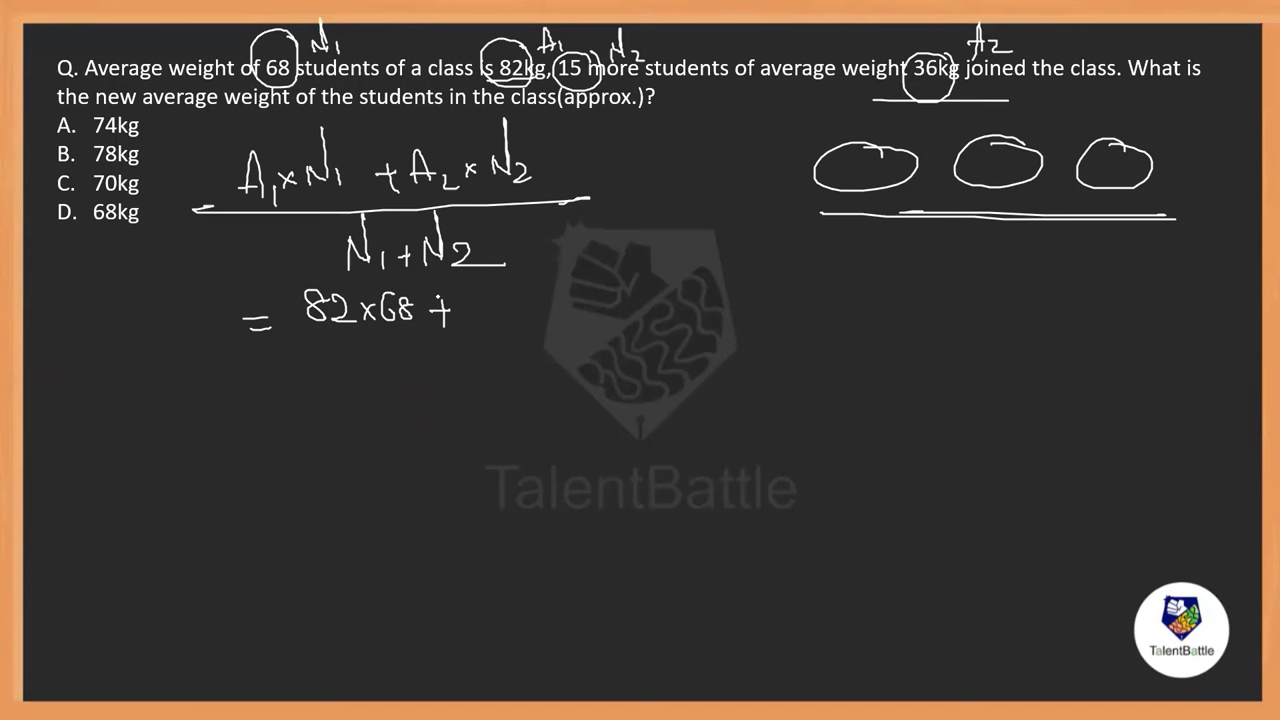 N1 A1 N2 A2
Q. Average weight of 68 students of a class is 82kg, 15 more students of average weight 36kg joined the class. What is
the new average weight of the students in the class(approx.)?
A. 74kg
B. 78kg
C. 70kg
D. 68kg
A1 x N1 + A2 x N2
N1 + N2
= 82x68 +
TalentBattle
TalentBattle